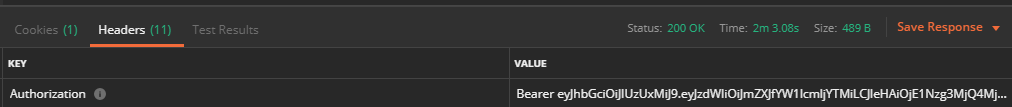 Cookies (1) Headers (11) Test Results Status: 200 OK Time: 2m 3.08s Size: 489 B Save Response
KEY VALUE
Authorization Bearer eyJhbGciOiJIUzUxMiJ9.eyJzdWIiOiJmZXJfYW1lcmljYTMiLCJleHAiOjE1Nzg3MjQ4Mj...